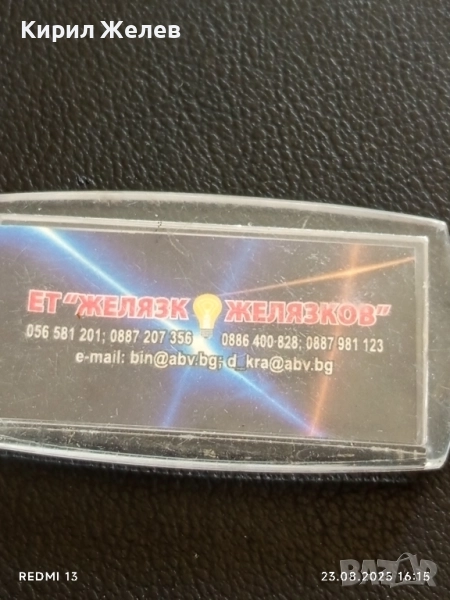 Кирил Желев
ЕТ "ЖЕЛЯЗК ЖЕЛЯЗКОВ"
056 581 201; 0887 207 356 0886 400 828; 0887 981 123
e-mail: bin@abv.bg; d_kra@abv.bg
BAZAR
REDMI 13
23.08.2025 16:15